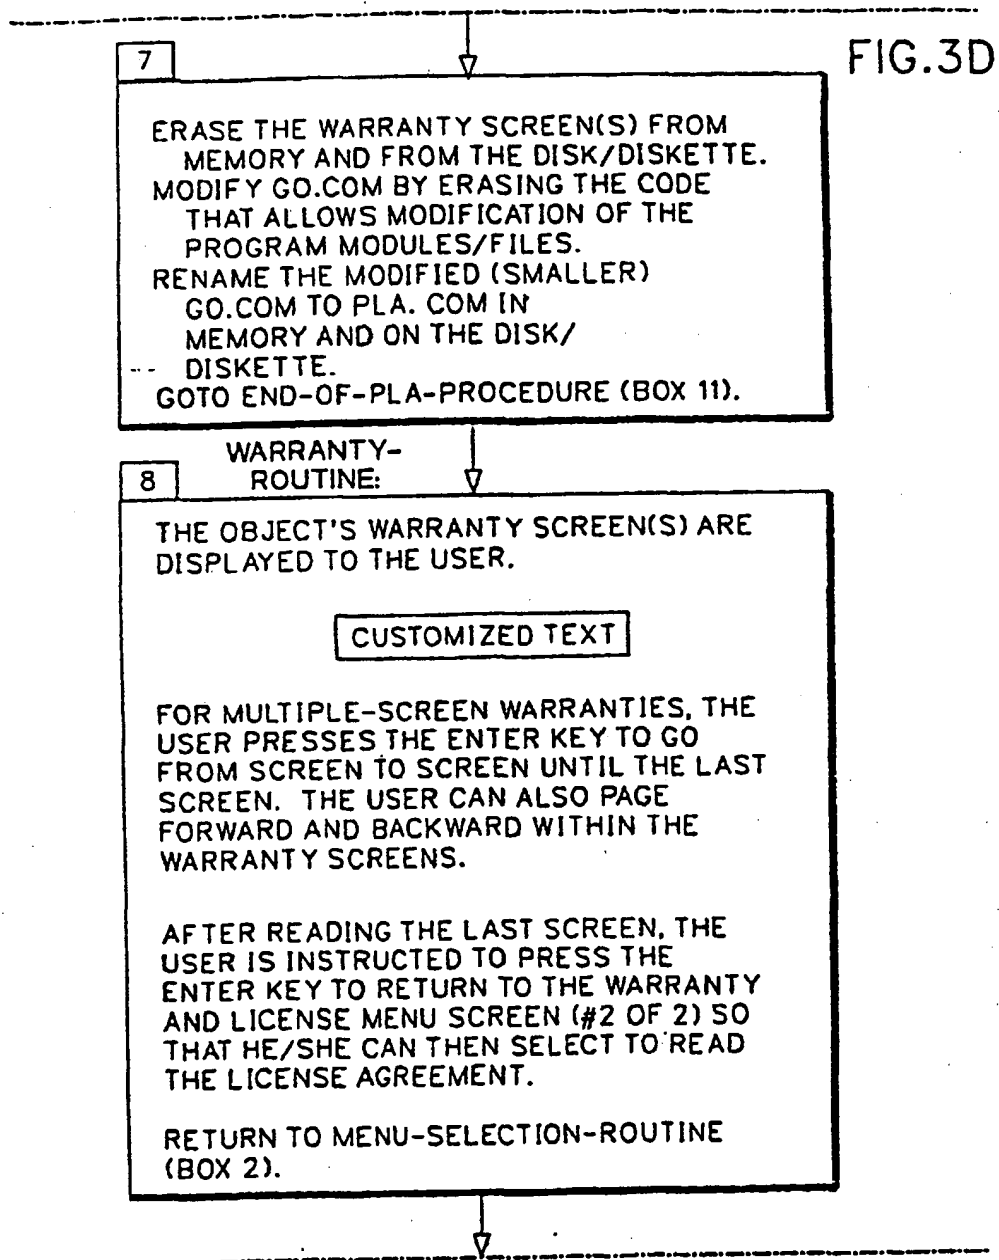 FIG.3D
7
ERASE THE WARRANTY SCREEN(S) FROM
MEMORY AND FROM THE DISK/DISKETTE.
MODIFY GO.COM BY ERASING THE CODE
THAT ALLOWS MODIFICATION OF THE
PROGRAM MODULES/FILES.
RENAME THE MODIFIED (SMALLER)
GO.COM TO PLA. COM IN
MEMORY AND ON THE DISK/
DISKETTE.
GOTO END-OF-PLA-PROCEDURE (BOX 11).
WARRANTY-
ROUTINE:
8
THE OBJECT'S WARRANTY SCREEN(S) ARE
DISPLAYED TO THE USER.
CUSTOMIZED TEXT
FOR MULTIPLE-SCREEN WARRANTIES, THE
USER PRESSES THE ENTER KEY TO GO
FROM SCREEN TO SCREEN UNTIL THE LAST
SCREEN. THE USER CAN ALSO PAGE
FORWARD AND BACKWARD WITHIN THE
WARRANTY SCREENS.
AFTER READING THE LAST SCREEN, THE
USER IS INSTRUCTED TO PRESS THE
ENTER KEY TO RETURN TO THE WARRANTY
AND LICENSE MENU SCREEN (#2 OF 2) SO
THAT HE/SHE CAN THEN SELECT TO READ
THE LICENSE AGREEMENT.
RETURN TO MENU-SELECTION-ROUTINE
(BOX 2).